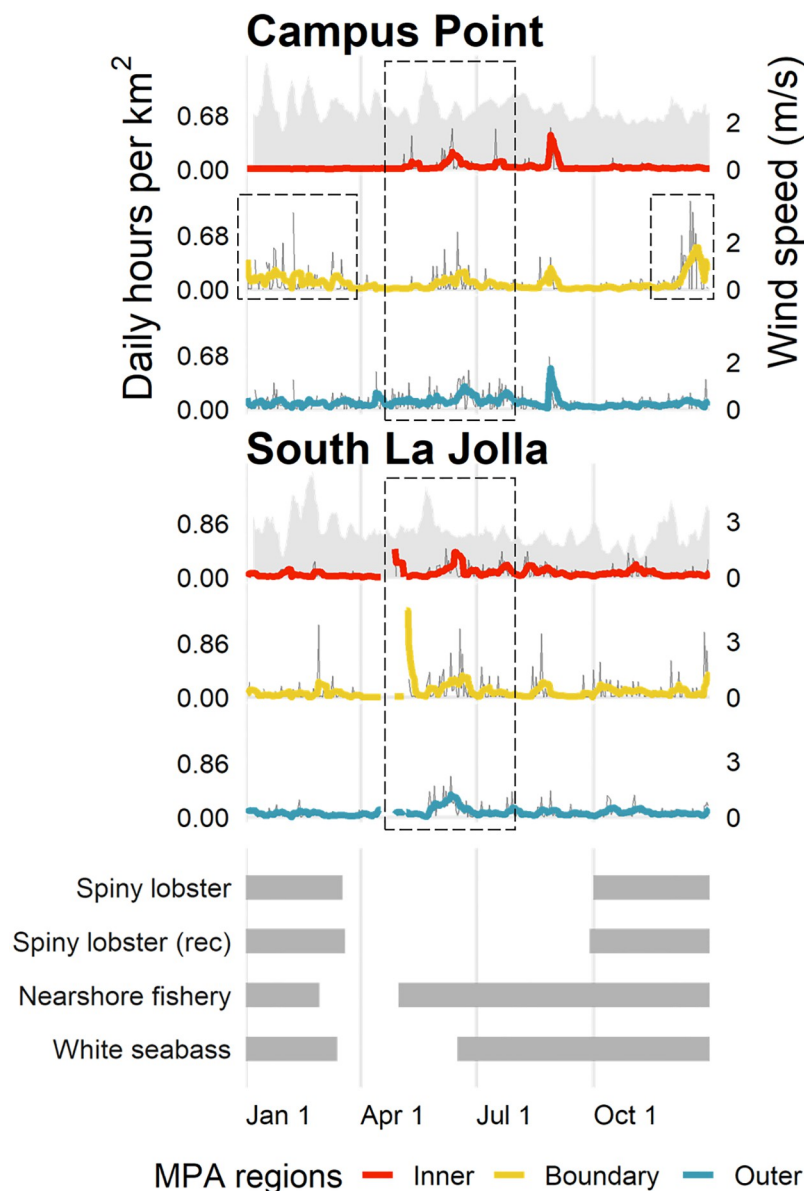 Campus Point
Daily hours per km²
Wind speed (m/s)
0.68
0.00
2
0
0.68
0.00
2
0
0.68
0.00
2
0
South La Jolla
0.86
0.00
3
0
0.86
0.00
3
0
0.86
0.00
3
0
Spiny lobster
Spiny lobster (rec)
Nearshore fishery
White seabass
Jan 1 Apr 1 Jul 1 Oct 1
MPA regions Inner Boundary Outer